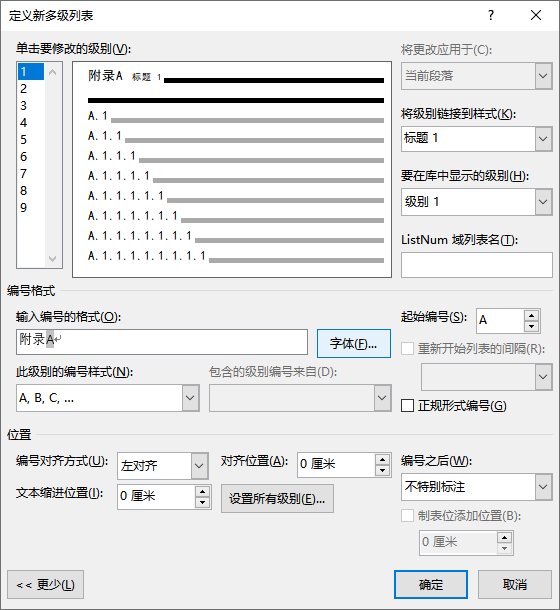 定义新多级列表
单击要修改的级别(V):
1
2
3
4
5
6
7
8
9
附录A 标题 1
A.1
A.1.1
A.1.1.1
A.1.1.1.1
A.1.1.1.1.1
A.1.1.1.1.1.1
A.1.1.1.1.1.1.1
A.1.1.1.1.1.1.1.1
将更改应用于(C):
当前段落
将级别链接到样式(K):
标题 1
要在库中显示的级别(H):
级别 1
ListNum 域列表名(T):
编号格式
输入编号的格式(O):
附录A↵
字体(F)...
起始编号(S):
A
重新开始列表的间隔(R):
此级别的编号样式(N):
A, B, C, ...
包含的级别编号来自(D):
正规形式编号(G)
位置
编号对齐方式(U):
左对齐
对齐位置(A):
0 厘米
编号之后(W):
不特别标注
文本缩进位置(I):
0 厘米
设置所有级别(E)...
制表位添加位置(B):
0 厘米
<< 更少(L)
确定
取消